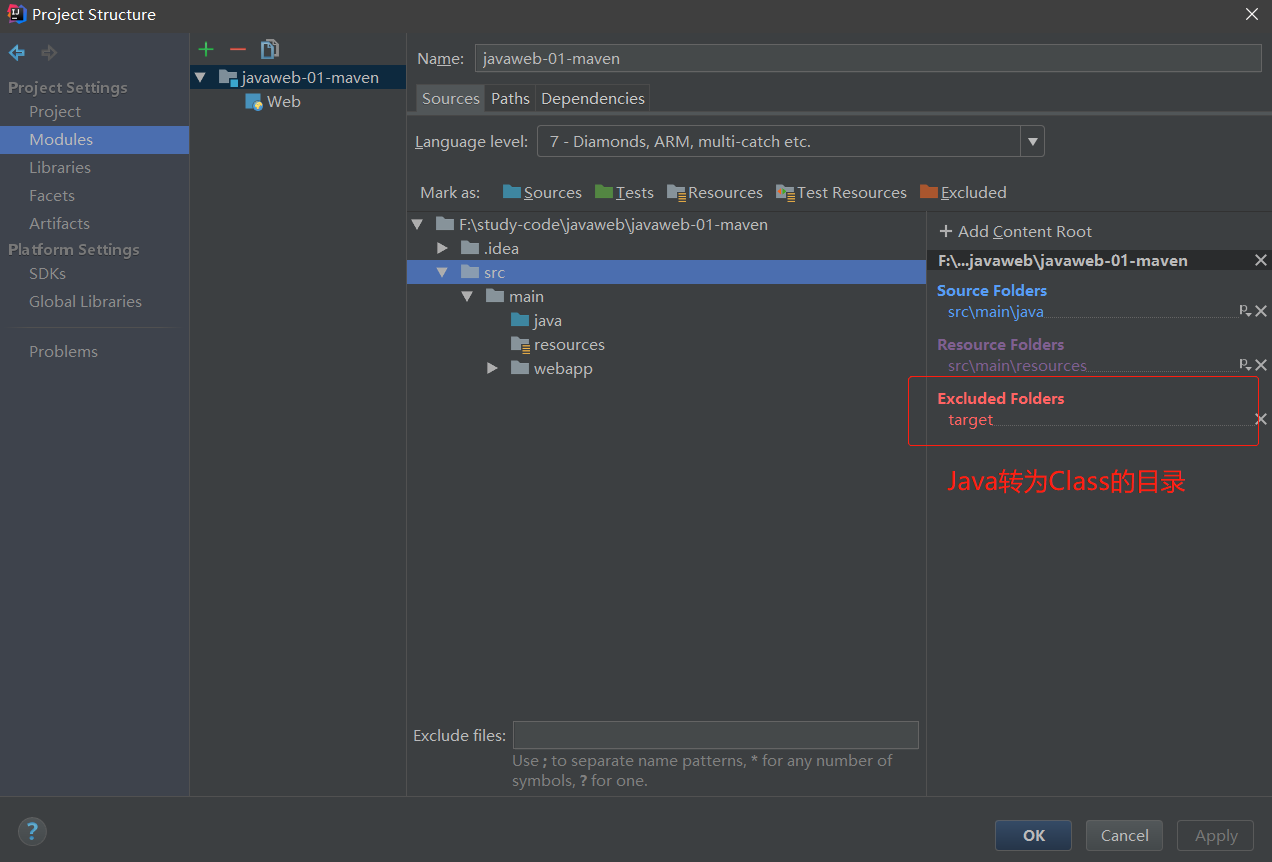 Project Structure
Project Settings
Project
Modules
Libraries
Facets
Artifacts
Platform Settings
SDKs
Global Libraries
Problems
javaweb-01-maven
Web
Name: javaweb-01-maven
Sources Paths Dependencies
Language level: 7 - Diamonds, ARM, multi-catch etc.
Mark as: Sources Tests Resources Test Resources Excluded
F:\study-code\javaweb\javaweb-01-maven
.idea
src
main
java
resources
webapp
+ Add Content Root
F:\...javaweb\javaweb-01-maven
Source Folders
src\main\java
Resource Folders
src\main\resources
Excluded Folders
target
Java转为Class的目录
Exclude files:
Use ; to separate name patterns, * for any number of
symbols, ? for one.
?
OK Cancel Apply